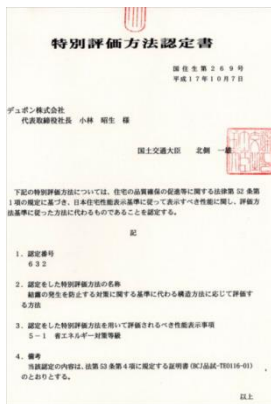 特別評価方法認定書
国住生第269号
平成17年10月7日
デュポン株式会社
代表取締役社長 小林 昭生 様
国土交通大臣 北側 一雄
下記の特別評価方法については、住宅の品質確保の促進等に関する法律第52条第
1項の規定に基づき、日本住宅性能表示基準に従って表示すべき性能に関し、評価方
法基準に従った方法に代わるものであることを認定する。
記
1．認定番号
632
2．認定をした特別評価方法の名称
結露の発生を防止する対策に関する基準に代わる構造方法に応じて評価す
る方法
3．認定をした特別評価方法を用いて評価されるべき性能表示事項
5－1 省エネルギー対策等級
4．備考
当該認定の内容は、法第53条第4項に規定する証明書(BCJ品試-TE0116-01)
のとおりとする。
以上